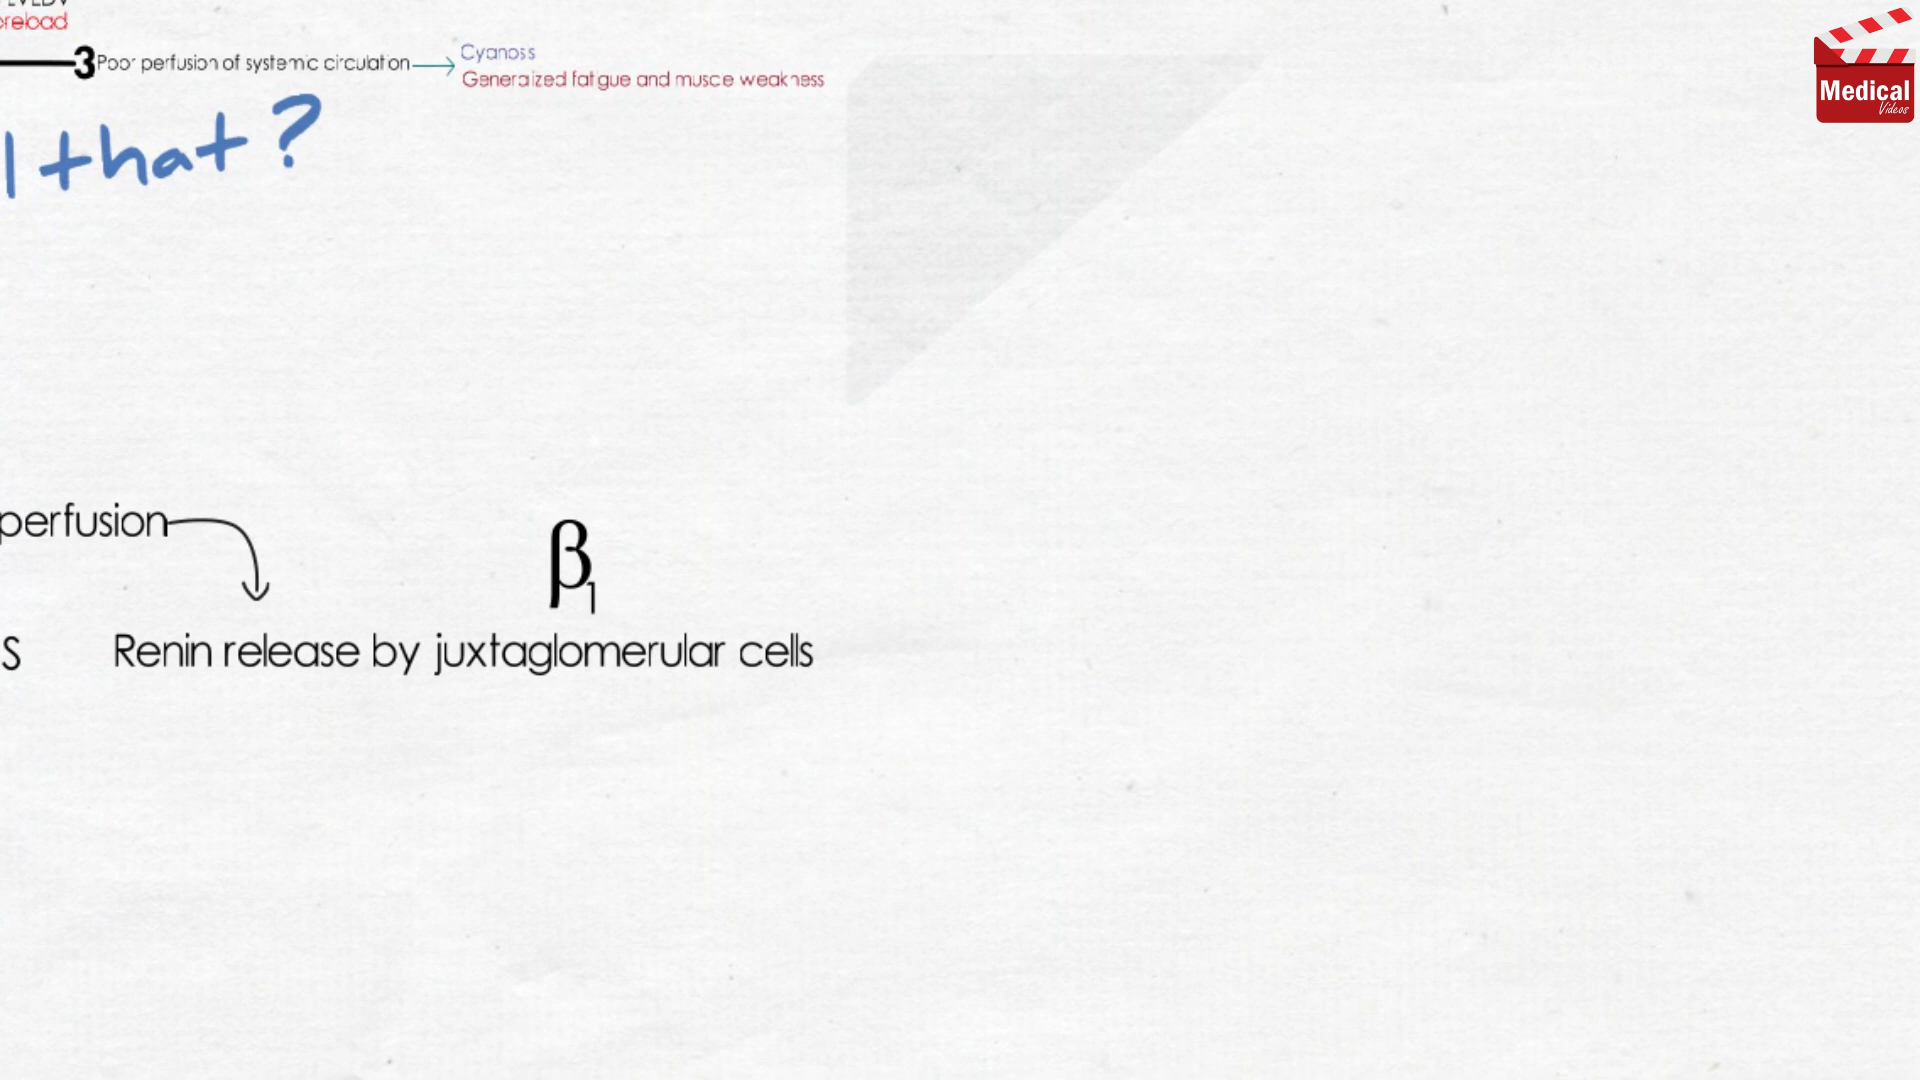 preload
3 Poor perfusion of systemic circulation
Cyanosis
Generalized fatigue and muscle weakness
that?
perfusion
β1
s Renin release by juxtaglomerular cells
Medical
Videos